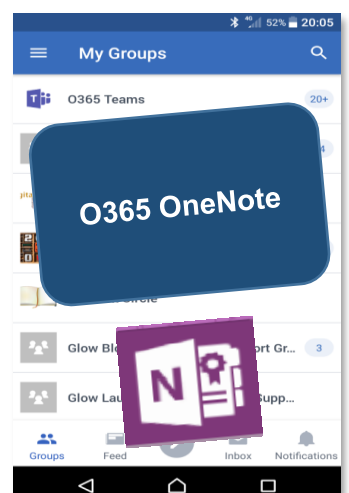 4G 52% 20:05
My Groups
O365 Teams 20+
4
O365 OneNote
Circle
Glow ort Gr... 3
N
Glow Lau Supp...
Groups Feed Inbox Notifications